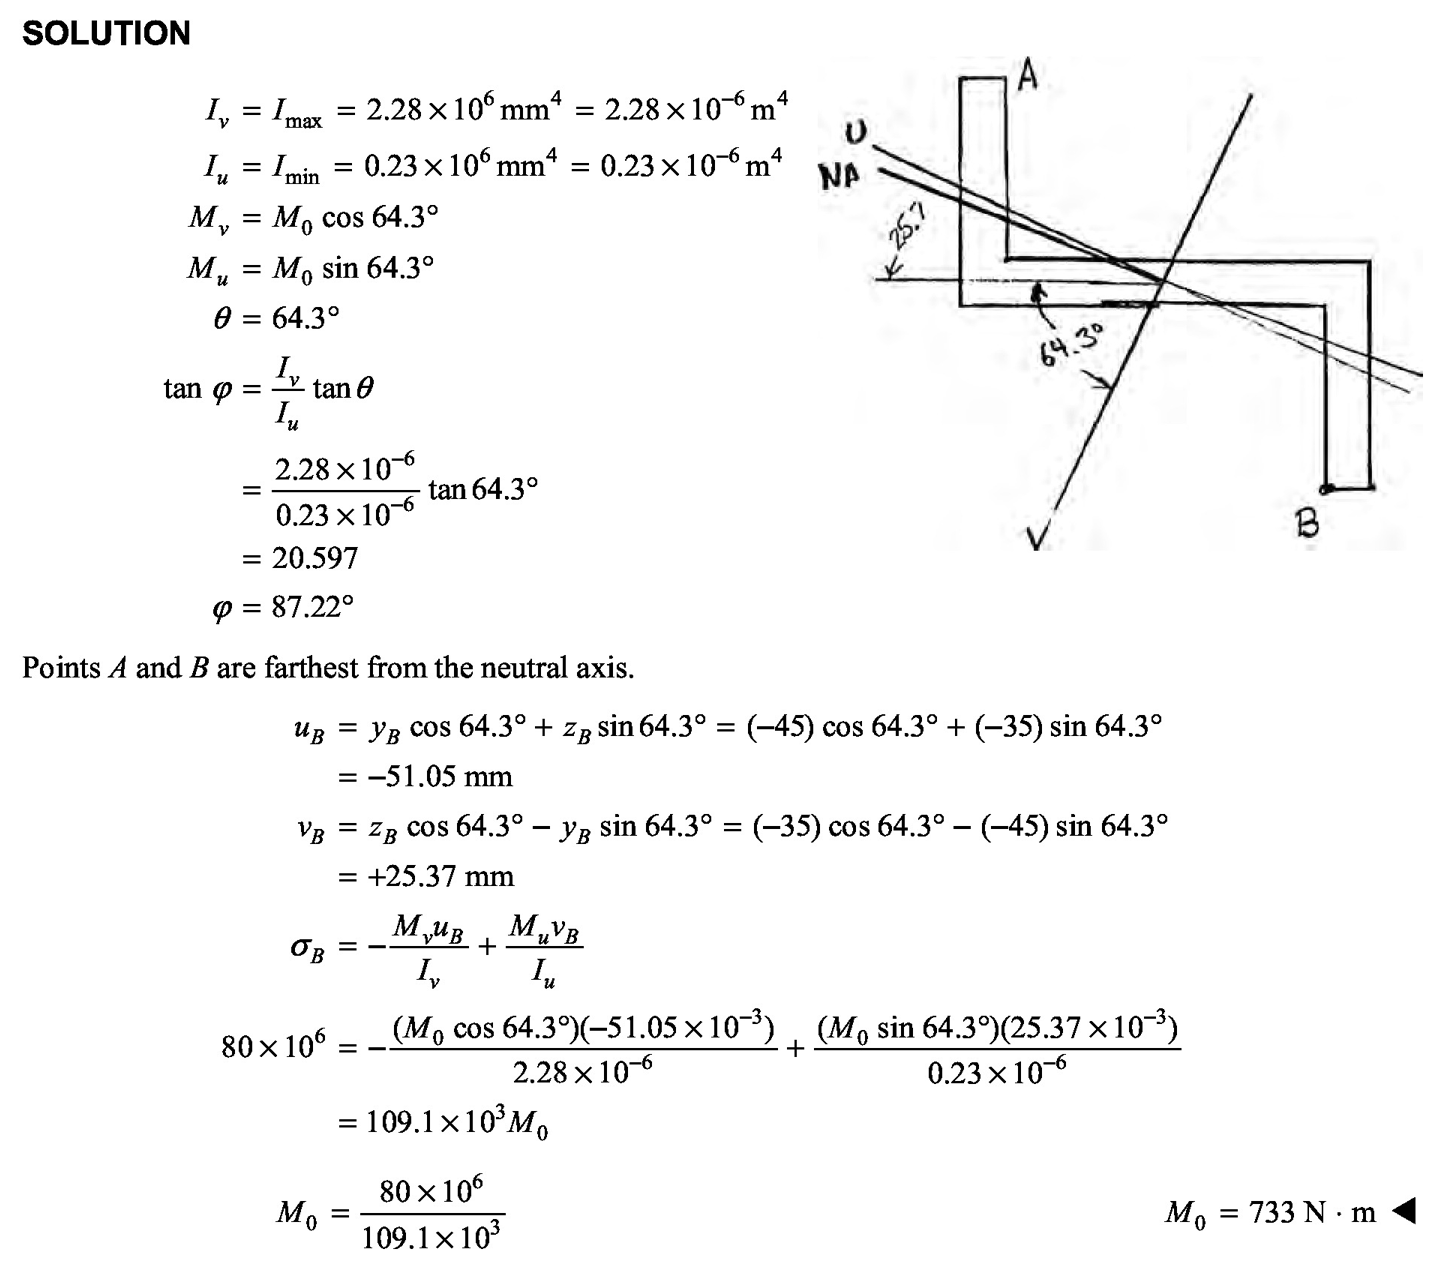 SOLUTION
I_v = I_max = 2.28 × 10⁶ mm⁴ = 2.28 × 10⁻⁶ m⁴
I_u = I_min = 0.23 × 10⁶ mm⁴ = 0.23 × 10⁻⁶ m⁴
M_v = M₀ cos 64.3°
M_u = M₀ sin 64.3°
θ = 64.3°
tan φ = I_v / I_u tan θ
= 2.28 × 10⁻⁶ / 0.23 × 10⁻⁶ tan 64.3°
= 20.597
φ = 87.22°
A
U
NA
25.7
64.3°
V
B
Points A and B are farthest from the neutral axis.
u_B = y_B cos 64.3° + z_B sin 64.3° = (−45) cos 64.3° + (−35) sin 64.3°
= −51.05 mm
v_B = z_B cos 64.3° − y_B sin 64.3° = (−35) cos 64.3° − (−45) sin 64.3°
= +25.37 mm
σ_B = − M_v u_B / I_v + M_u v_B / I_u
80 × 10⁶ = − (M₀ cos 64.3°)(−51.05 × 10⁻³) / 2.28 × 10⁻⁶ + (M₀ sin 64.3°)(25.37 × 10⁻³) / 0.23 × 10⁻⁶
= 109.1 × 10³ M₀
M₀ = 80 × 10⁶ / 109.1 × 10³
M₀ = 733 N · m ◀